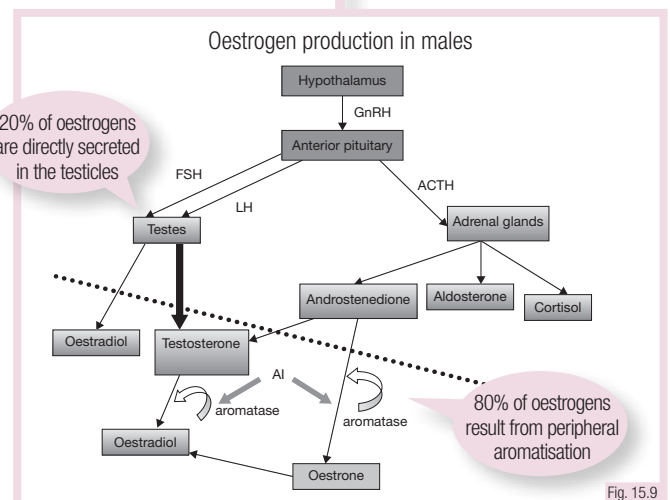 Oestrogen production in males
Hypothalamus
GnRH
20% of oestrogens
are directly secreted
in the testicles
Anterior pituitary
FSH
LH
ACTH
Testes
Adrenal glands
Androstenedione
Aldosterone
Cortisol
Oestradiol
Testosterone
AI
aromatase
aromatase
80% of oestrogens
result from peripheral
aromatisation
Oestradiol
Oestrone
Fig. 15.9